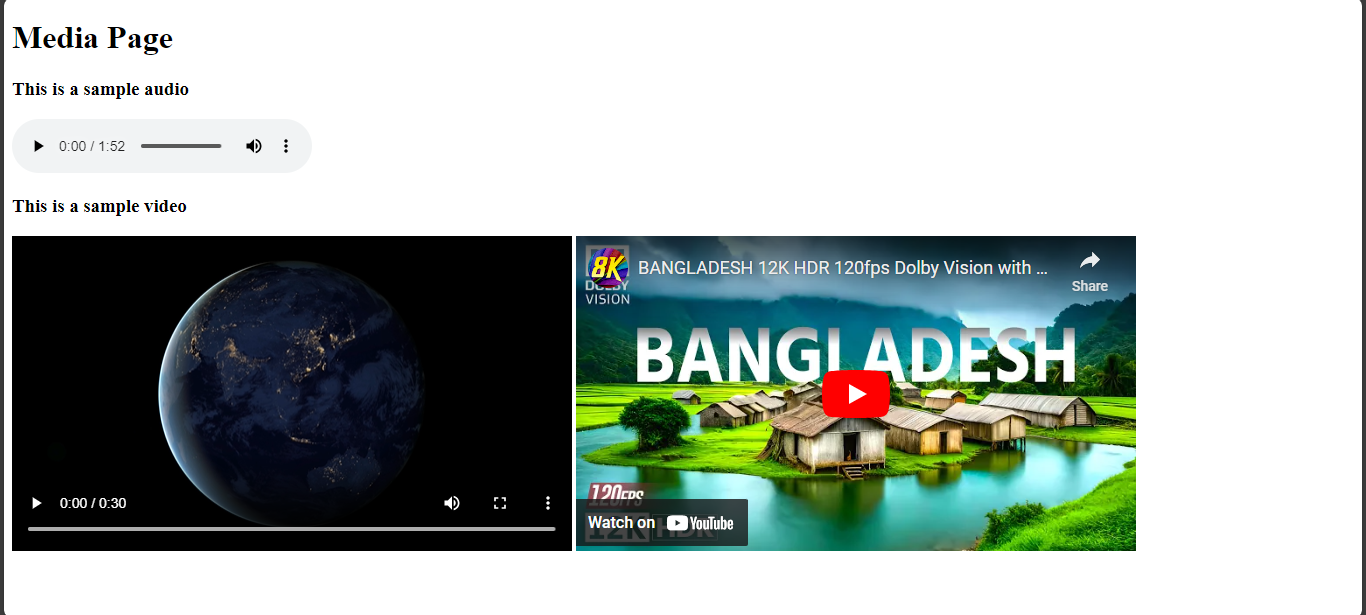 Media Page
This is a sample audio
0:00 / 1:52
This is a sample video
0:00 / 0:30
8K
DOLBY
VISION
BANGLADESH 12K HDR 120fps Dolby Vision with …
Share
BANGLADESH
120FPS
Watch on YouTube
12K HDR